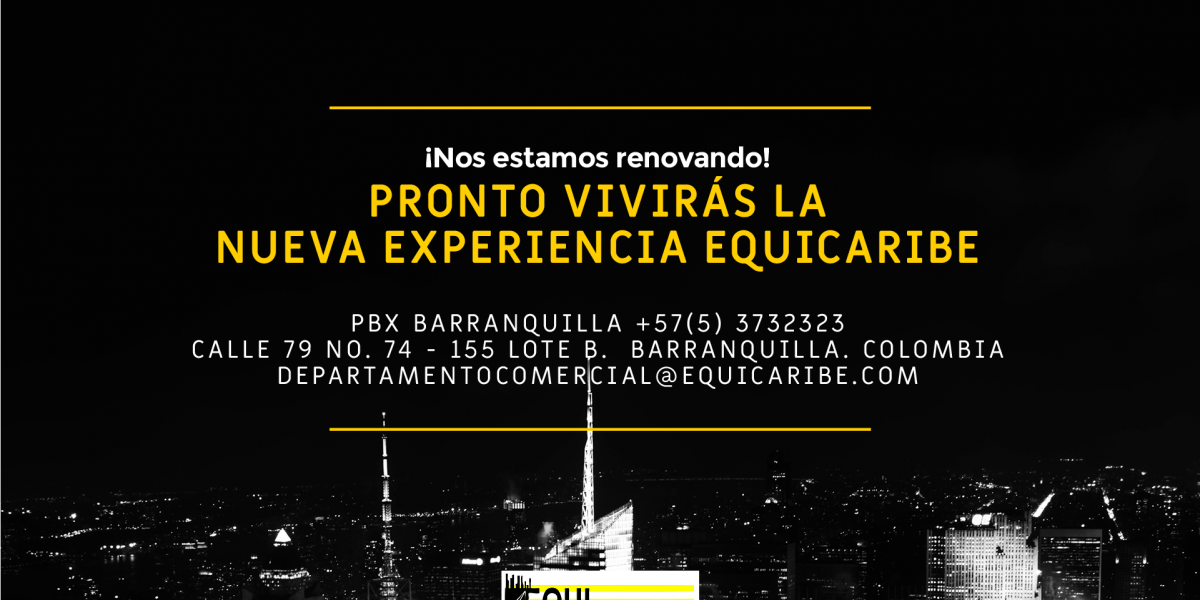 ¡Nos estamos renovando!
PRONTO VIVIRÁS LA
NUEVA EXPERIENCIA EQUICARIBE
PBX BARRANQUILLA +57(5) 3732323
CALLE 79 NO. 74 - 155 LOTE B. BARRANQUILLA. COLOMBIA
DEPARTAMENTOCOMERCIAL@EQUICARIBE.COM
EQUI